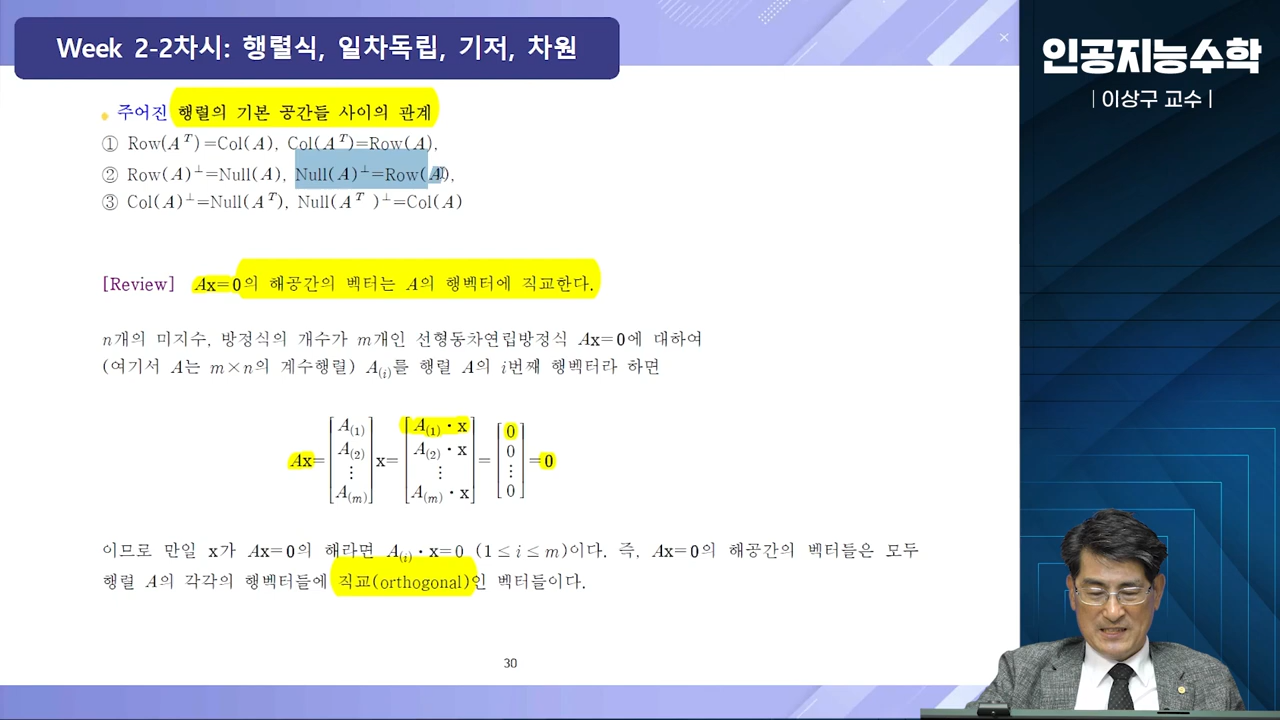 Week 2-2차시: 행렬식, 일차독립, 기저, 차원
인공지능수학
| 이상구 교수 |
주어진 행렬의 기본 공간들 사이의 관계
① Row(Aᵀ)=Col(A), Col(Aᵀ)=Row(A),
② Row(A)^⊥=Null(A), Null(A)^⊥=Row(A),
③ Col(A)^⊥=Null(Aᵀ), Null(Aᵀ )^⊥=Col(A)
[Review] Ax=0의 해공간의 벡터는 A의 행벡터에 직교한다.
n개의 미지수, 방정식의 개수가 m개인 선형동차연립방정식 Ax=0에 대하여
(여기서 A는 m×n의 계수행렬) A_(i)를 행렬 A의 i번째 행벡터라 하면
Ax=[A_(1) A_(2) ⋮ A_(m)]x=[A_(1)·x A_(2)·x ⋮ A_(m)·x]=[0 0 ⋮ 0]=0
이므로 만일 x가 Ax=0의 해라면 A_(i)·x=0 (1≤i≤m)이다. 즉, Ax=0의 해공간의 벡터들은 모두
행렬 A의 각각의 행벡터들에 직교(orthogonal)인 벡터들이다.
30